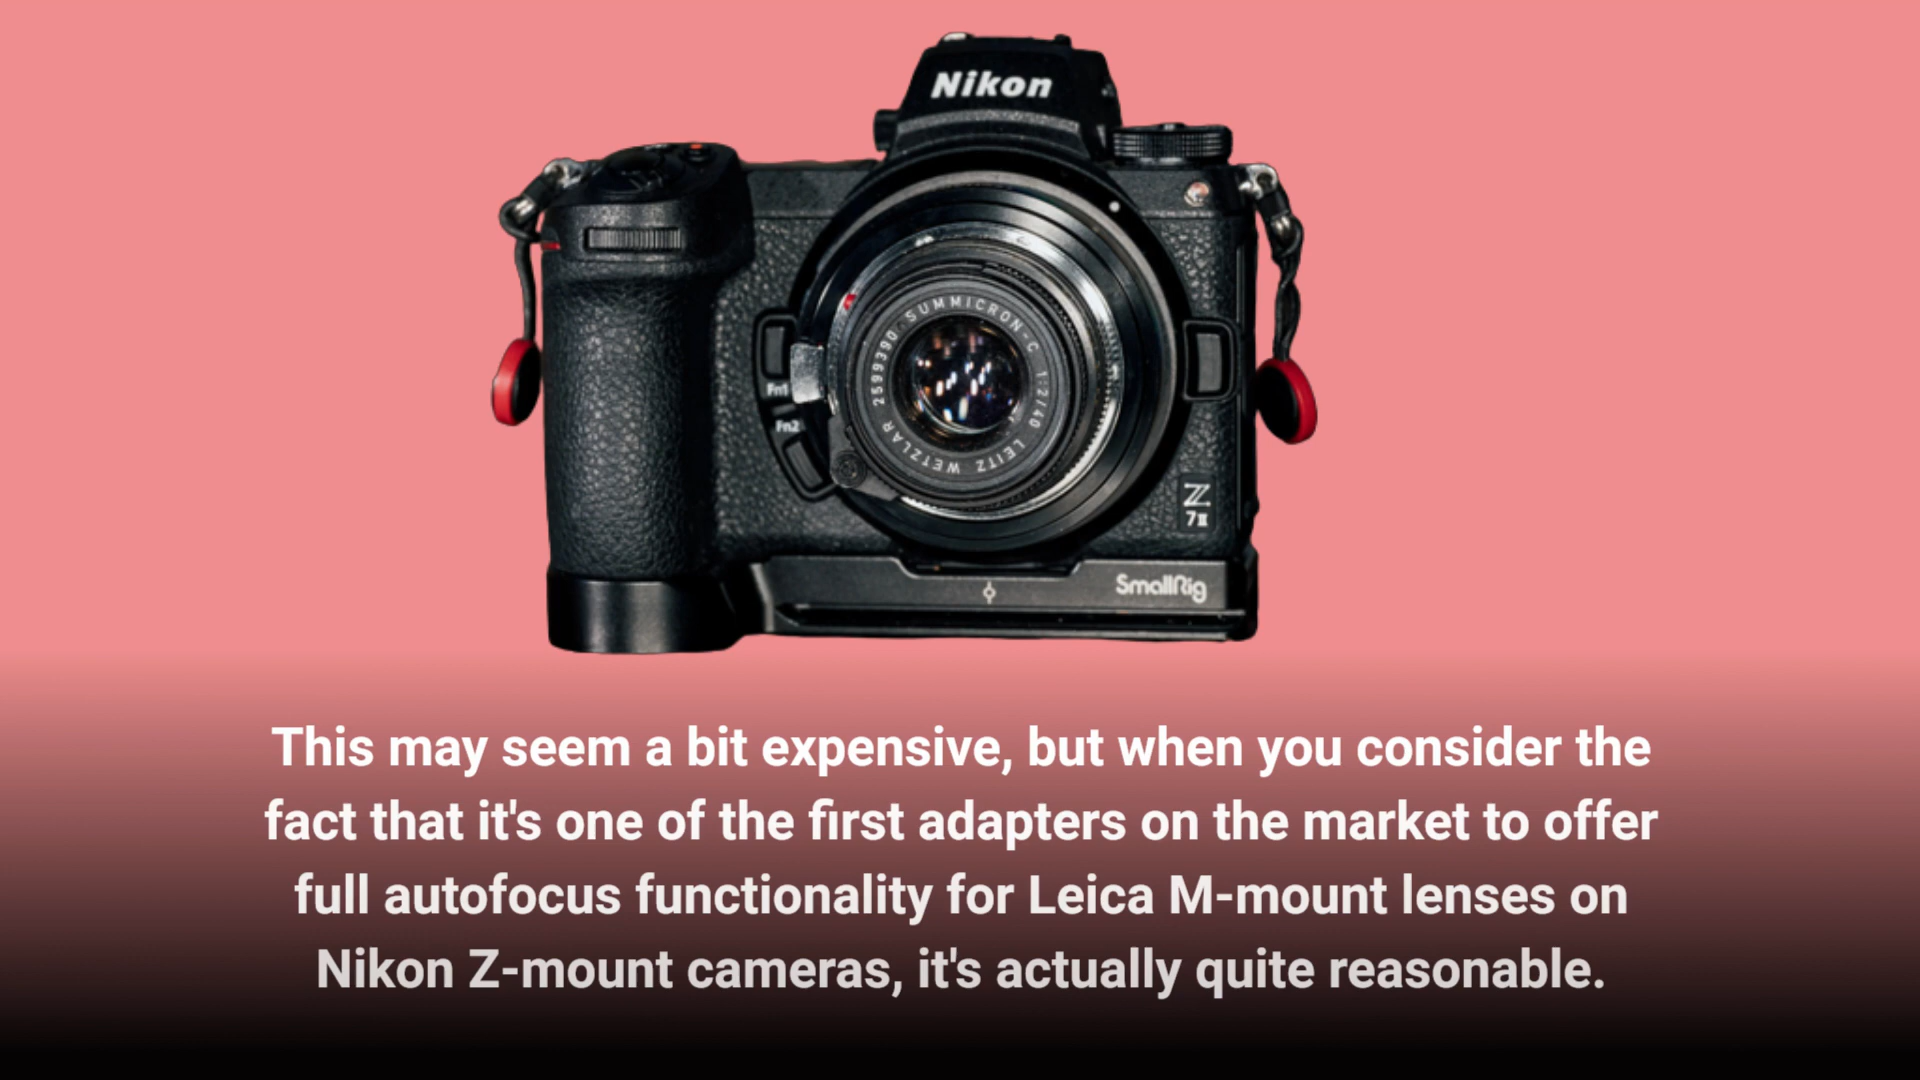 Nikon
SUMMICRON-C 1:2/40 LEITZ WETZLAR 2599390
Fn1
Fn2
Z
7II
SmallRig
This may seem a bit expensive, but when you consider the
fact that it's one of the first adapters on the market to offer
full autofocus functionality for Leica M-mount lenses on
Nikon Z-mount cameras, it's actually quite reasonable.